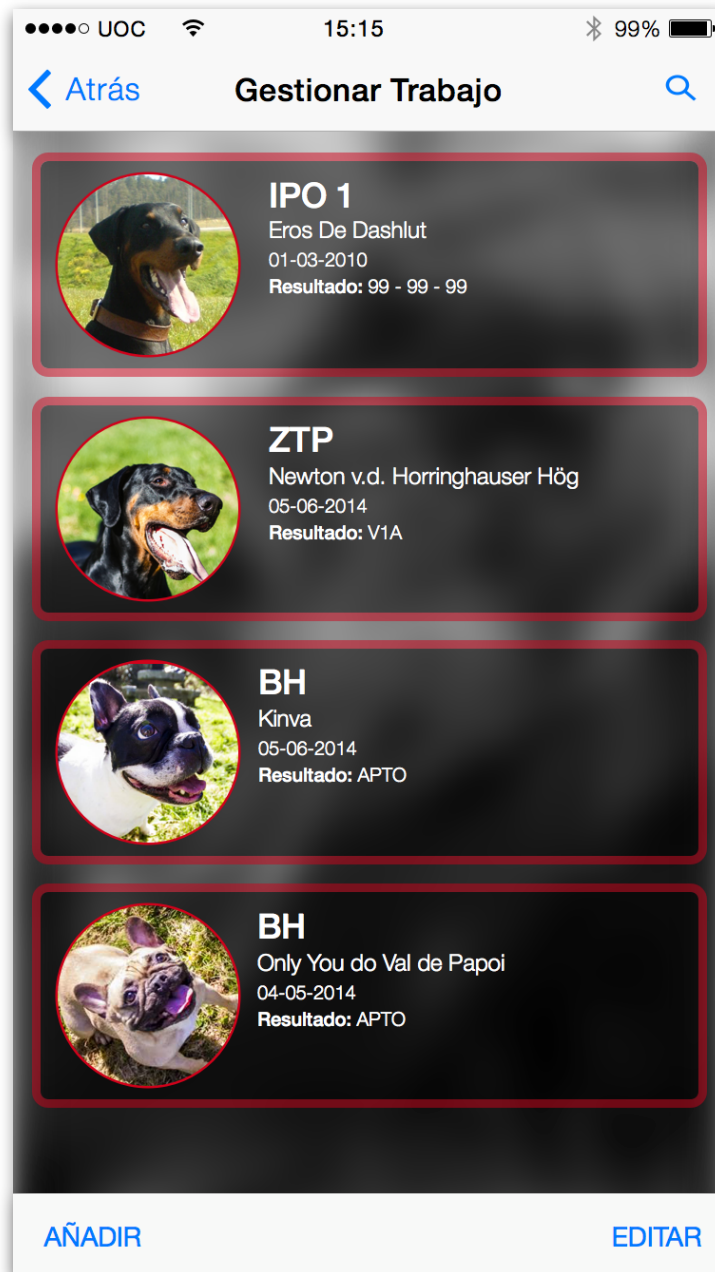 UOC 15:15 99%
Atrás Gestionar Trabajo
IPO 1
Eros De Dashlut
01-03-2010
Resultado: 99 - 99 - 99
ZTP
Newton v.d. Horringhauser Hög
05-06-2014
Resultado: V1A
BH
Kinva
05-06-2014
Resultado: APTO
BH
Only You do Val de Papoi
04-05-2014
Resultado: APTO
AÑADIR EDITAR